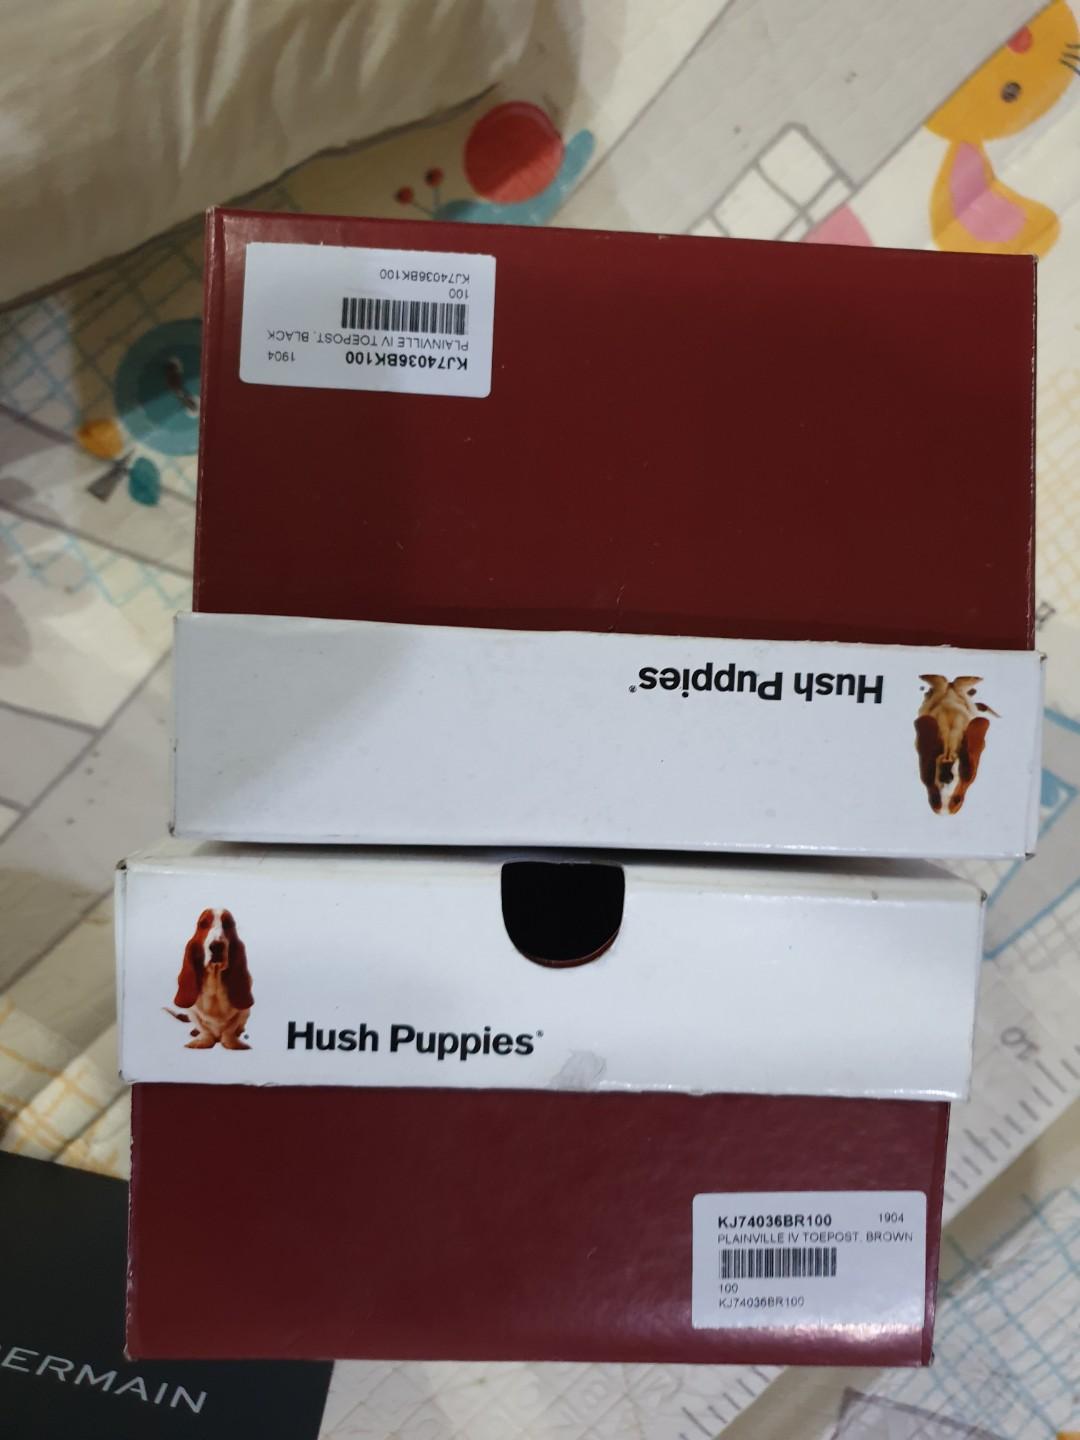 KJ74036BK100 1904
PLAINVILLE IV TOEPOST. BLACK
100
KJ74036BK100
Hush Puppies®
Hush Puppies®
KJ74036BR100 1904
PLAINVILLE IV TOEPOST. BROWN
100
KJ74036BR100
ERMAIN
10